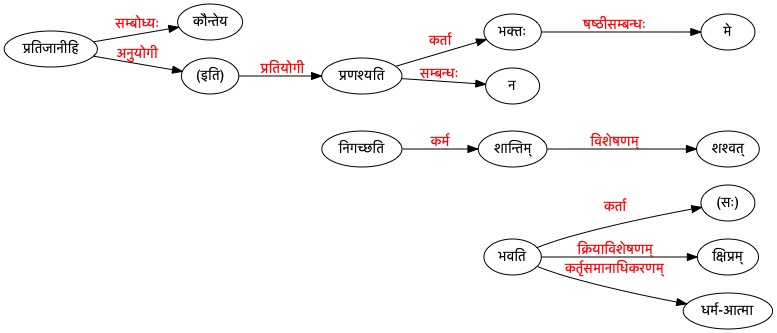 प्रतिजानीहि
सम्बोध्यः
कौन्तेय
अनुयोगी
(इति)
प्रतियोगी
प्रणश्यति
कर्ता
भक्तः
षष्ठीसम्बन्धः
मे
सम्बन्धः
न
निगच्छति
कर्म
शान्तिम्
विशेषणम्
शश्वत्
भवति
कर्ता
(सः)
क्रियाविशेषणम्
क्षिप्रम्
कर्तृसमानाधिकरणम्
धर्म-आत्मा